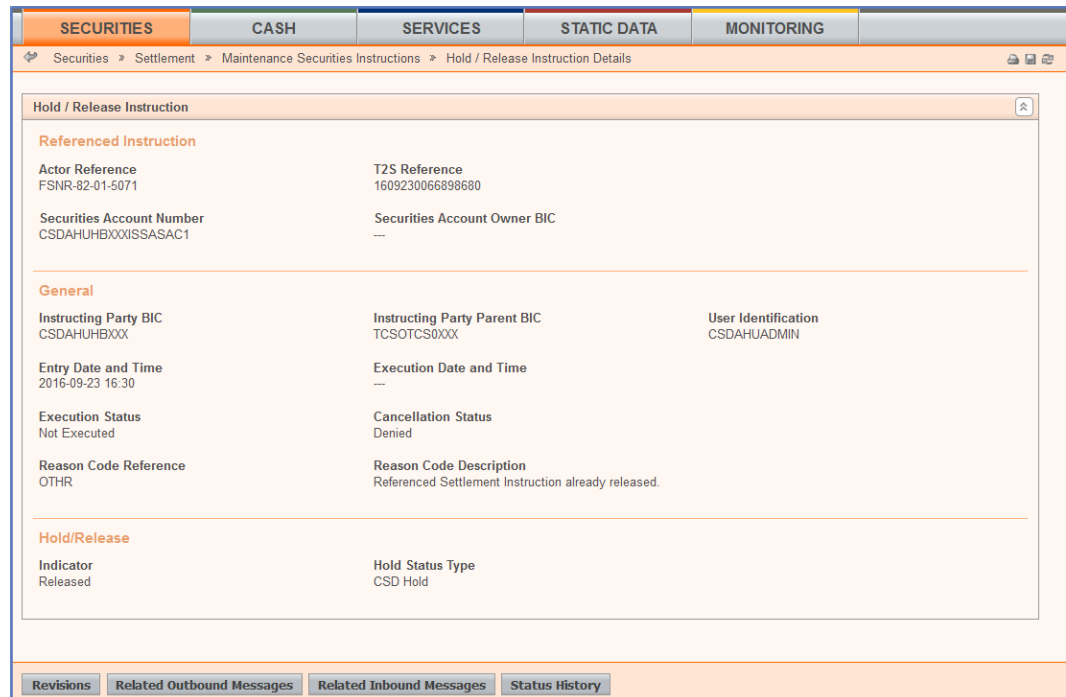 SECURITIES CASH SERVICES STATIC DATA MONITORING
Securities » Settlement » Maintenance Securities Instructions » Hold / Release Instruction Details
Hold / Release Instruction
Referenced Instruction
Actor Reference T2S Reference
FSNR-82-01-5071 1609230066898680
Securities Account Number Securities Account Owner BIC
CSDAHUHBXXXISSASAC1 ---
General
Instructing Party BIC Instructing Party Parent BIC User Identification
CSDAHUHBXXX TCSOTCS0XXX CSDAHUADMIN
Entry Date and Time Execution Date and Time
2016-09-23 16:30 ---
Execution Status Cancellation Status
Not Executed Denied
Reason Code Reference Reason Code Description
OTHR Referenced Settlement Instruction already released.
Hold/Release
Indicator Hold Status Type
Released CSD Hold
Revisions Related Outbound Messages Related Inbound Messages Status History